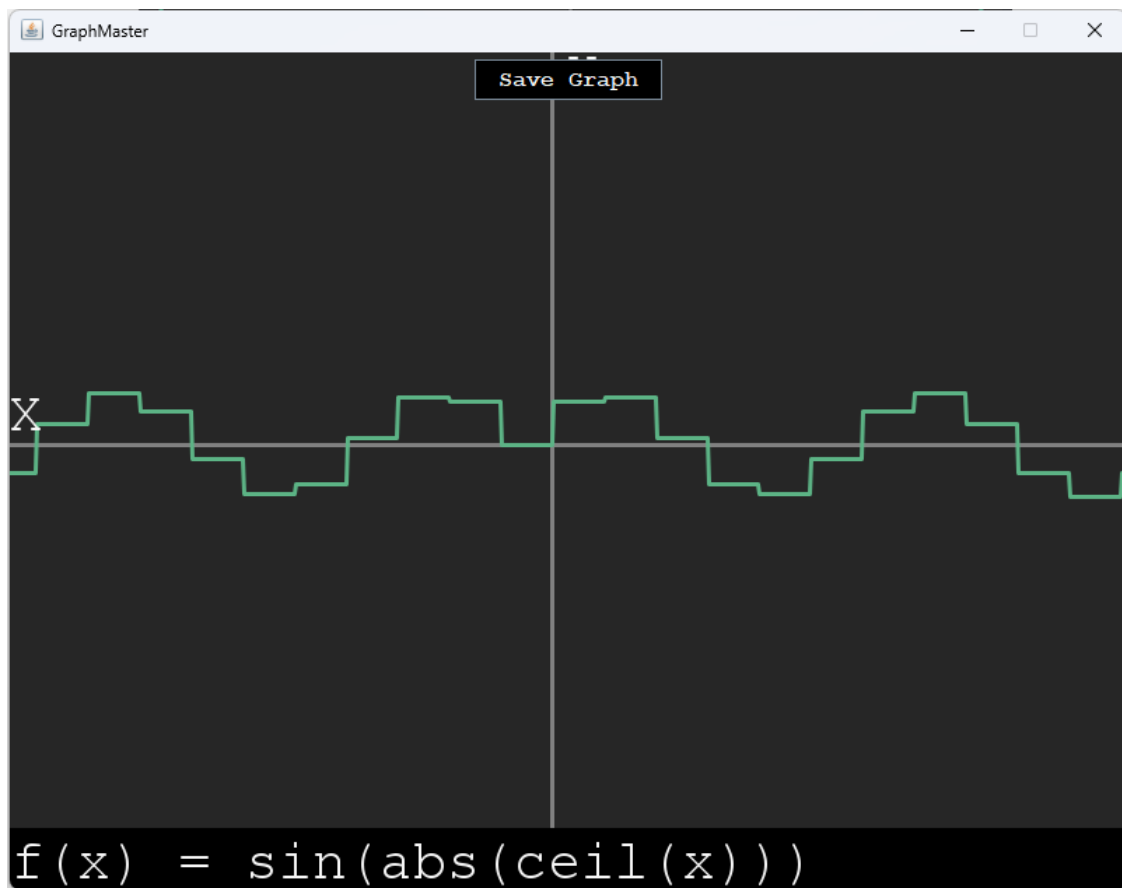 GraphMaster
Save Graph
X
f(x) = sin(abs(ceil(x)))